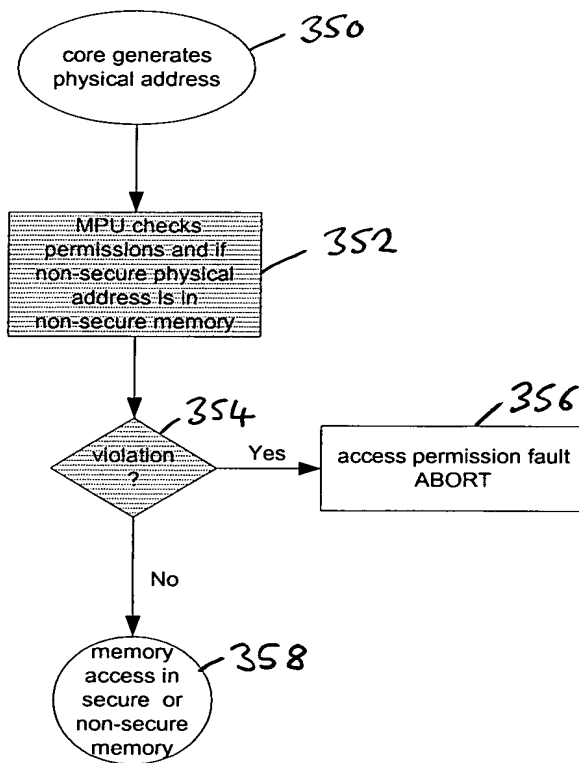 core generates
physical address
350
MPU checks
permissions and if
non-secure physical
address is in
non-secure memory
352
violation
?
354
Yes
access permission fault
ABORT
356
No
memory
access in
secure or
non-secure
memory
358